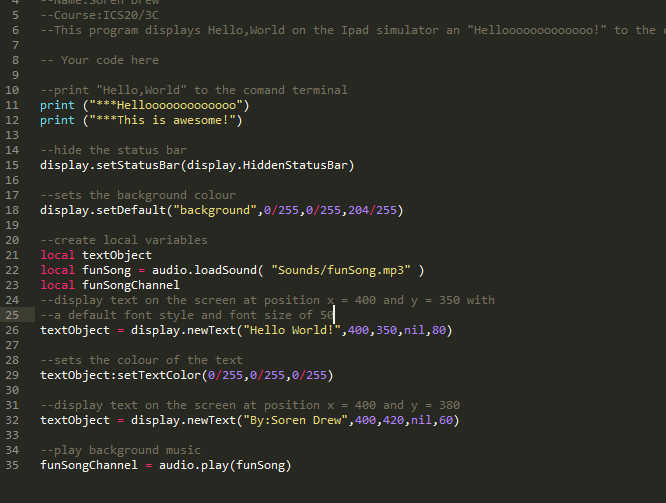 4 --Name:Soren Drew
5 --Course:ICS20/3C
6 --This program displays Hello,World on the Ipad simulator an "Hellooooooooooooo!" to the
7
8 -- Your code here
9
10 --print "Hello,World" to the comand terminal
11 print ("***Hellooooooooooooo")
12 print ("***This is awesome!")
13
14 --hide the status bar
15 display.setStatusBar(display.HiddenStatusBar)
16
17 --sets the background colour
18 display.setDefault("background",0/255,0/255,204/255)
19
20 --create local variables
21 local textObject
22 local funSong = audio.loadSound( "Sounds/funSong.mp3" )
23 local funSongChannel
24 --display text on the screen at position x = 400 and y = 350 with
25 --a default font style and font size of 50
26 textObject = display.newText("Hello World!",400,350,nil,80)
27
28 --sets the colour of the text
29 textObject:setTextColor(0/255,0/255,0/255)
30
31 --display text on the screen at position x = 400 and y = 380
32 textObject = display.newText("By:Soren Drew",400,420,nil,60)
33
34 --play background music
35 funSongChannel = audio.play(funSong)